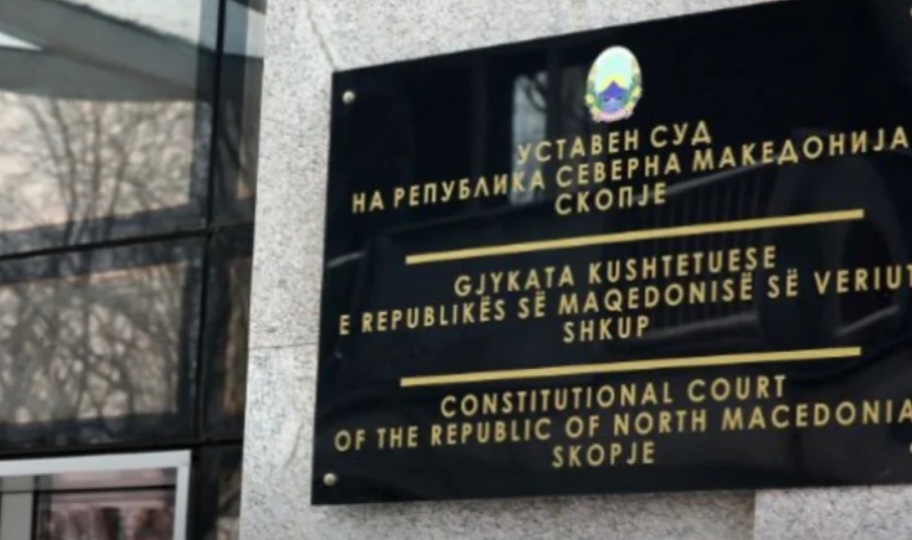 УСТАВЕН СУД
НА РЕПУБЛИКА СЕВЕРНА МАКЕДОНИЈА
СКОПЈЕ
GJYKATA KUSHTETUESE
E REPUBLIKËS SË MAQEDONISË SË VERIUT
SHKUP
CONSTITUTIONAL COURT
OF THE REPUBLIC OF NORTH MACEDONIA
SKOPJE